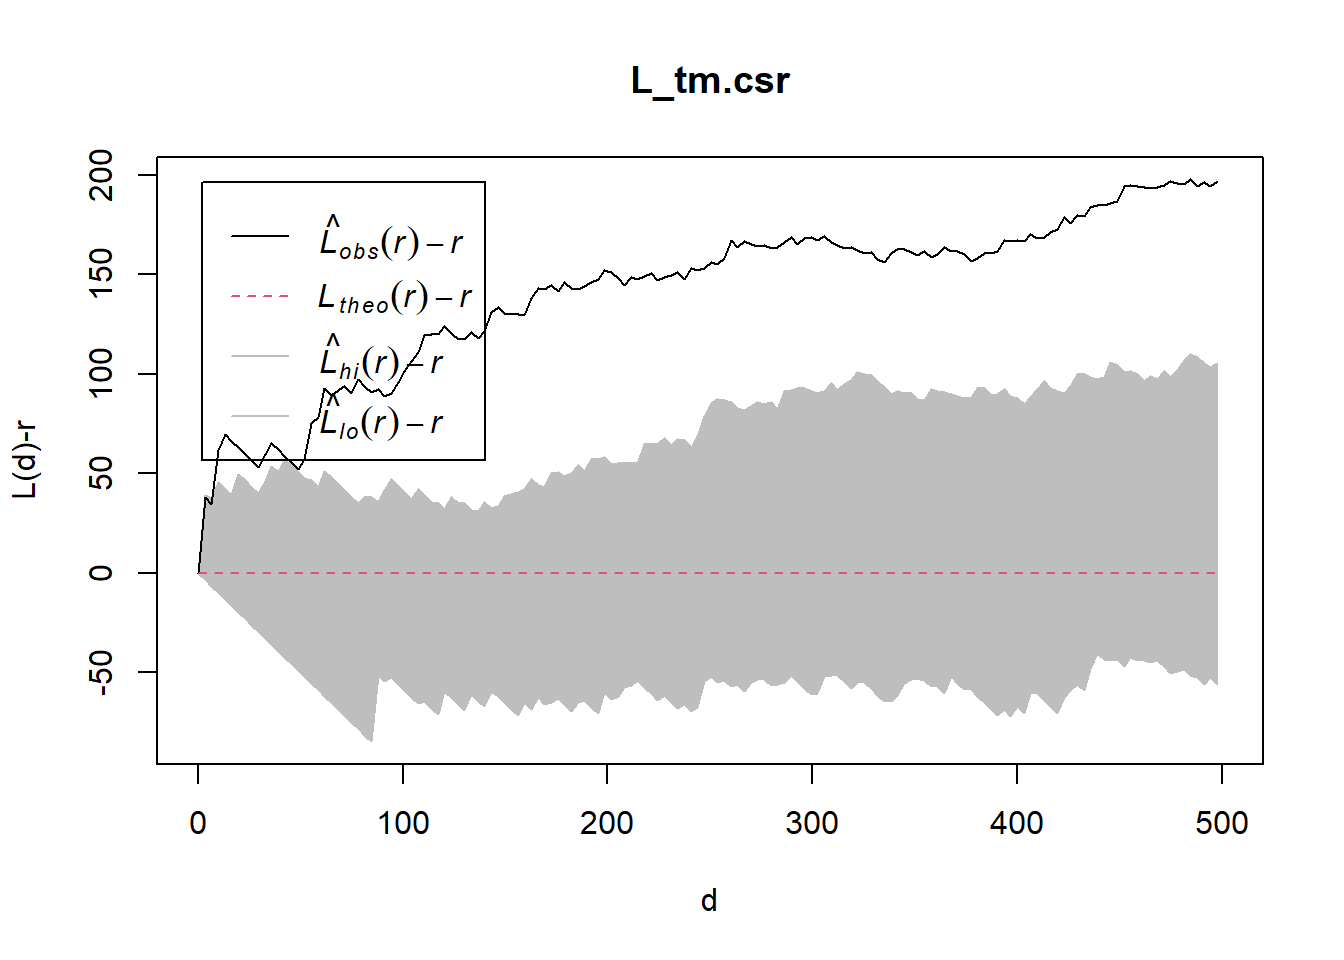 L_tm.csr
L(d)-r
200
150
100
50
0
-50
L̂obs(r) − r
Ltheo(r) − r
L̂hi(r) − r
L̂lo(r) − r
0 100 200 300 400 500
d